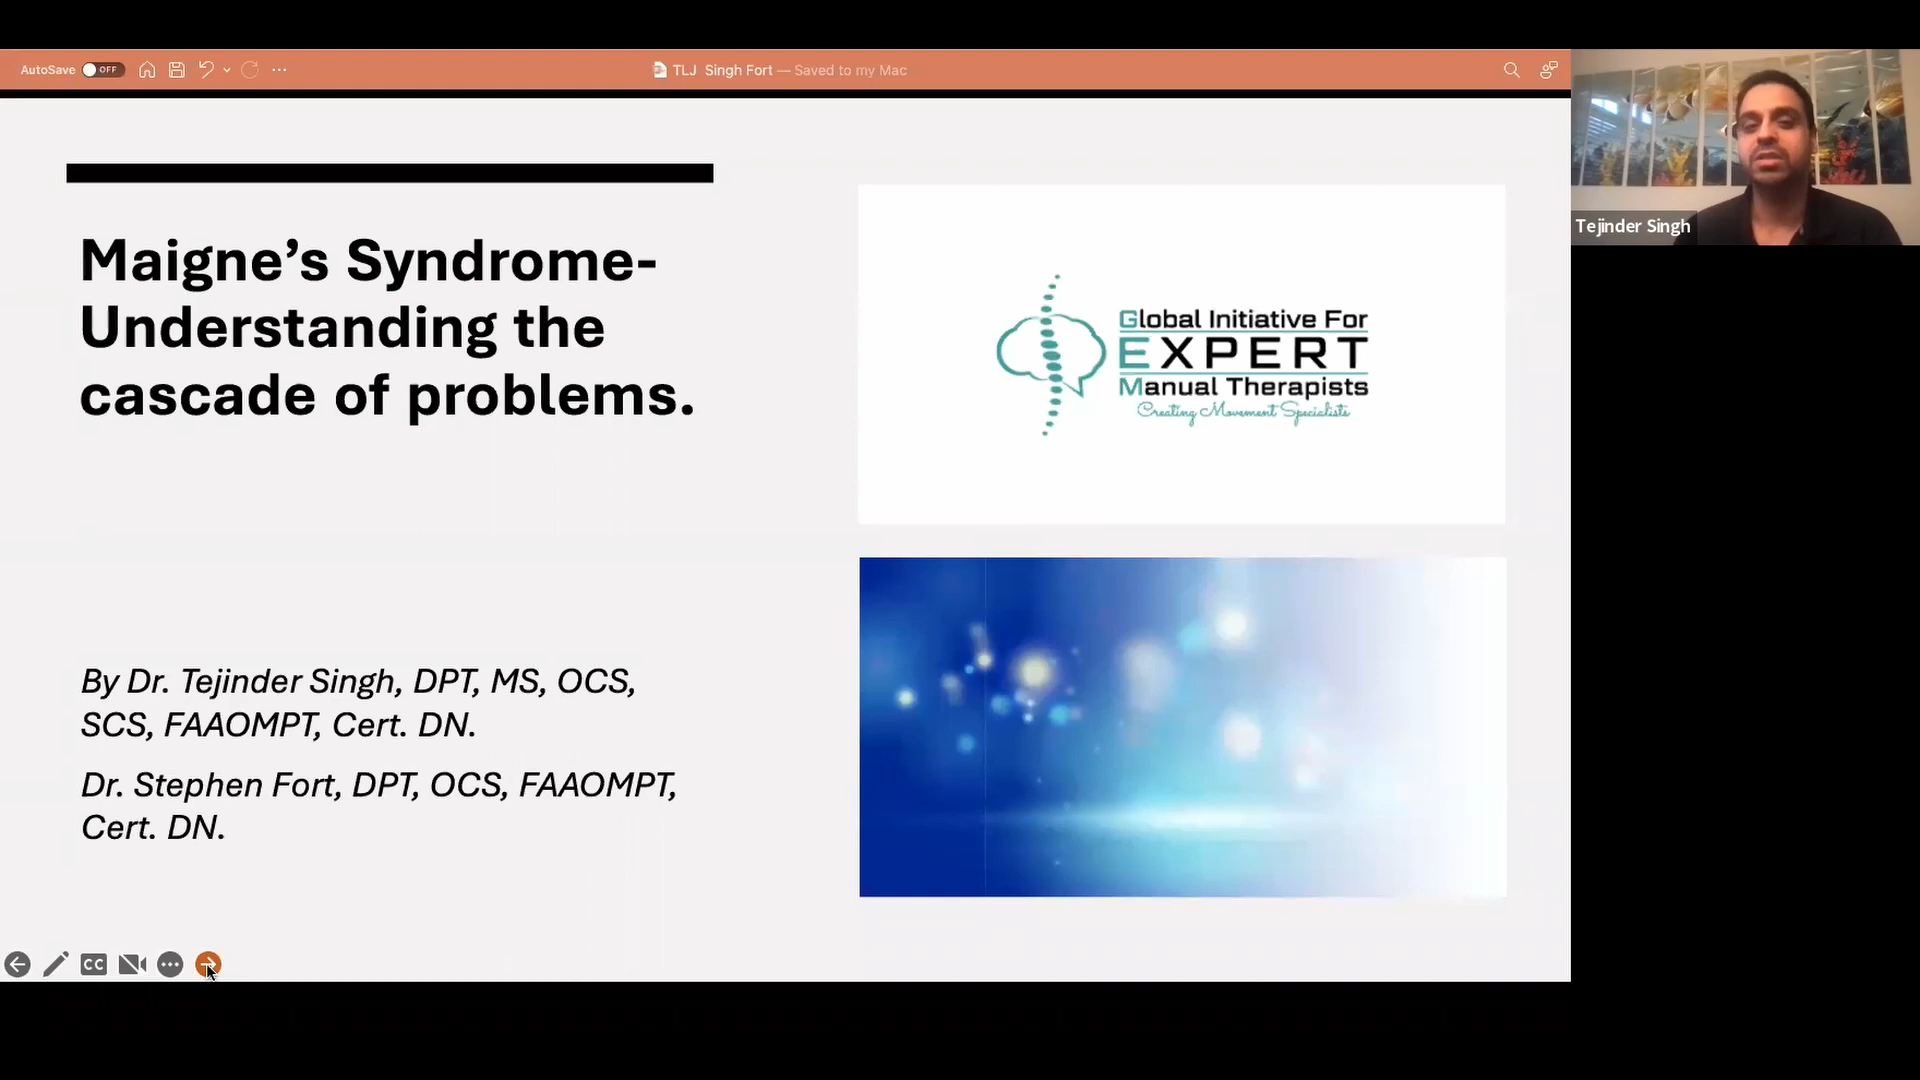 AutoSave OFF
TLJ Singh Fort — Saved to my Mac
Maigne’s Syndrome-
Understanding the
cascade of problems.
Global Initiative For
EXPERT
Manual Therapists
Creating Movement Specialists
By Dr. Tejinder Singh, DPT, MS, OCS,
SCS, FAAOMPT, Cert. DN.
Dr. Stephen Fort, DPT, OCS, FAAOMPT,
Cert. DN.
CC
Tejinder Singh